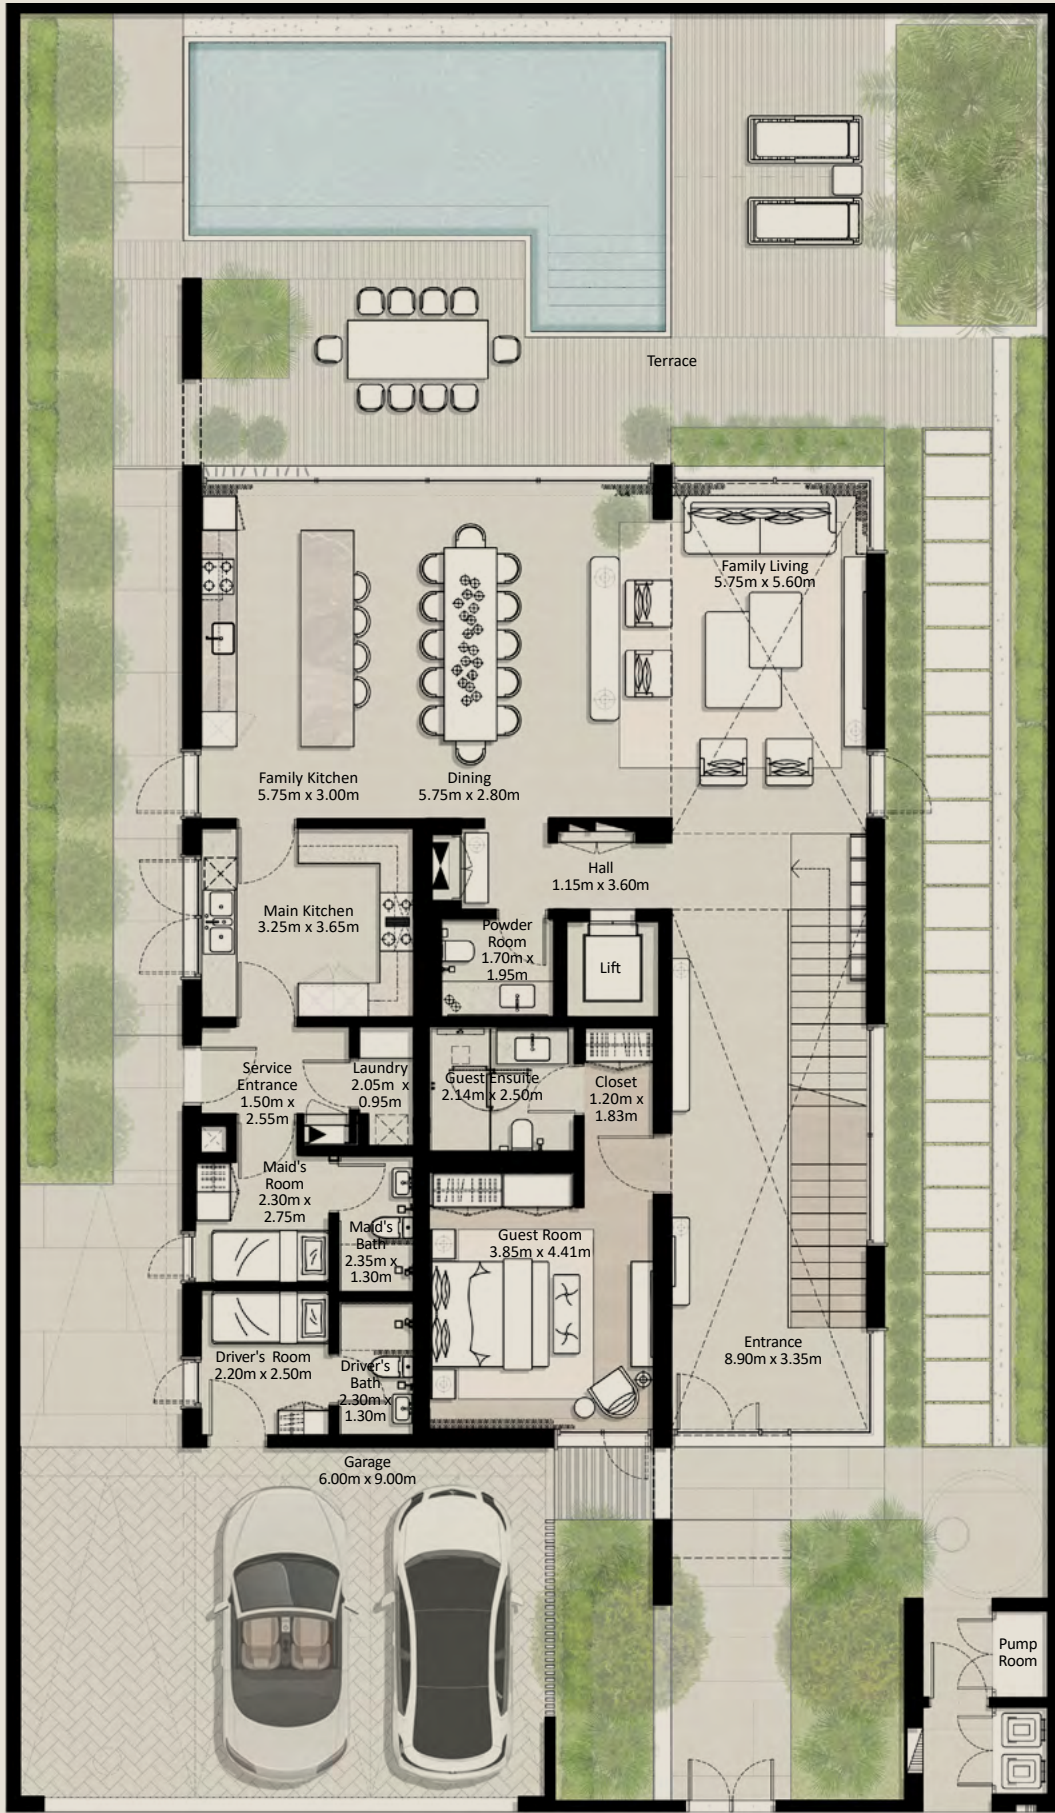 Terrace
Family Living
5.75m x 5.60m
Family Kitchen
5.75m x 3.00m
Dining
5.75m x 2.80m
Hall
1.15m x 3.60m
Main Kitchen
3.25m x 3.65m
Powder
Room
1.70m x
1.95m
Lift
Service
Entrance
1.50m x
2.55m
Laundry
2.05m x
0.95m
Guest Ensuite
2.14m x 2.50m
Closet
1.20m x
1.83m
Maid's
Room
2.30m x
2.75m
Maid's
Bath
2.35m x
1.30m
Guest Room
3.85m x 4.41m
Driver's Room
2.20m x 2.50m
Driver's
Bath
2.30m x
1.30m
Entrance
8.90m x 3.35m
Garage
6.00m x 9.00m
Pump
Room